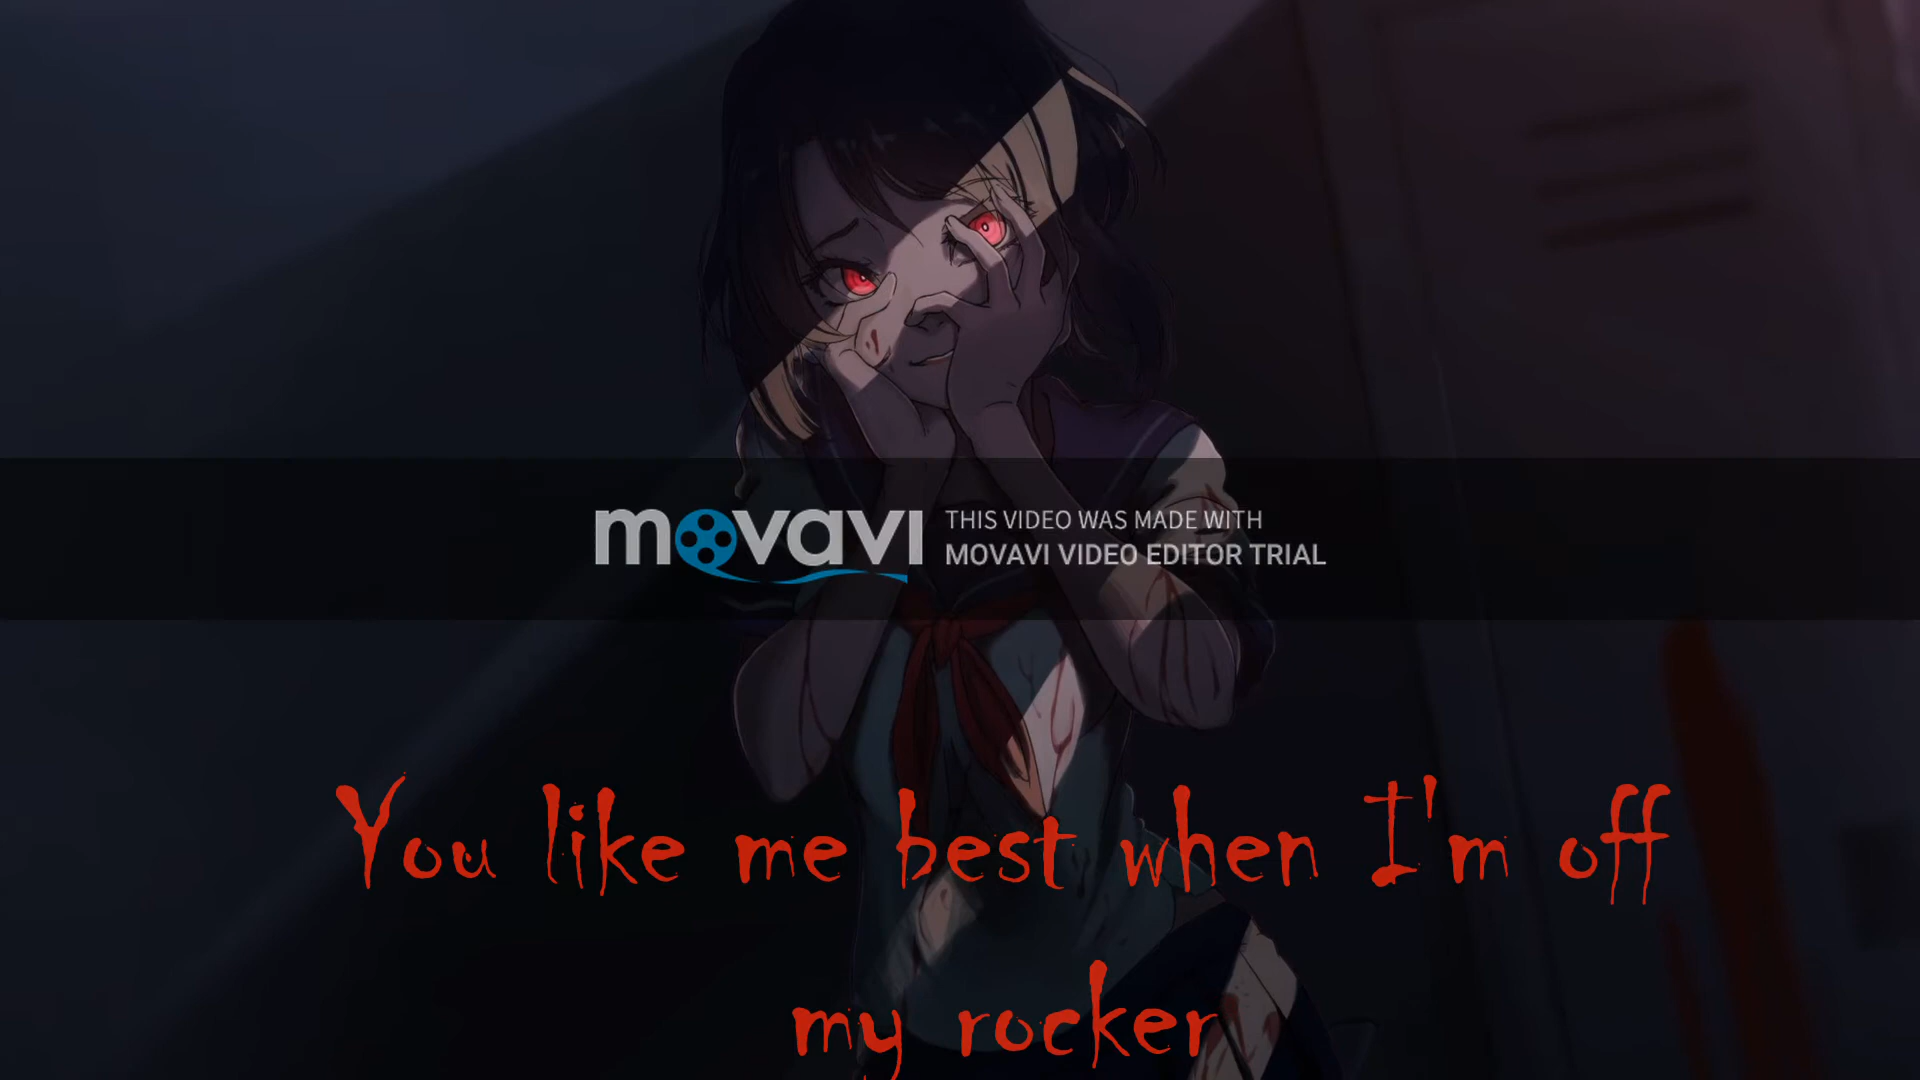 movavi
THIS VIDEO WAS MADE WITH
MOVAVI VIDEO EDITOR TRIAL
You like me best when I'm off
my rocker